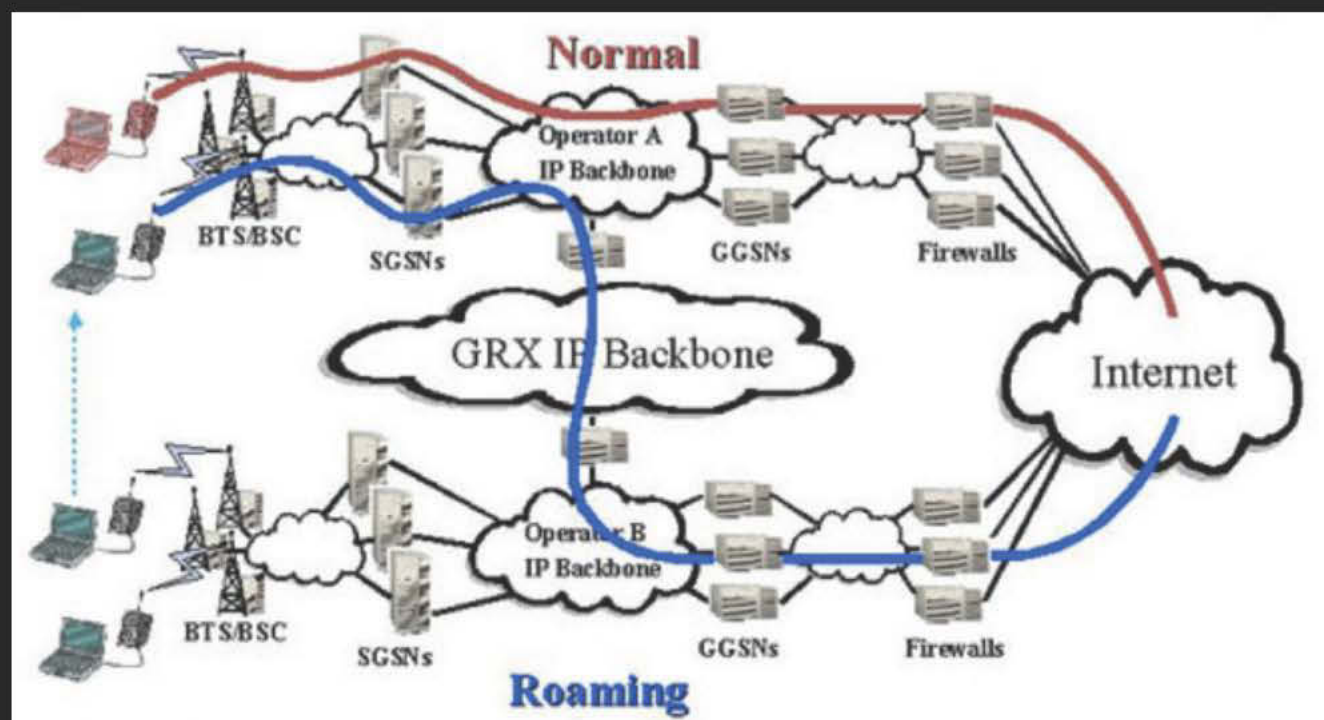 Normal
Operator A
IP Backbone
BTS/BSC
SGSNs
GGSNs
Firewalls
GRX IP Backbone
Internet
Operator B
IP Backbone
BTS/BSC
SGSNs
GGSNs
Firewalls
Roaming